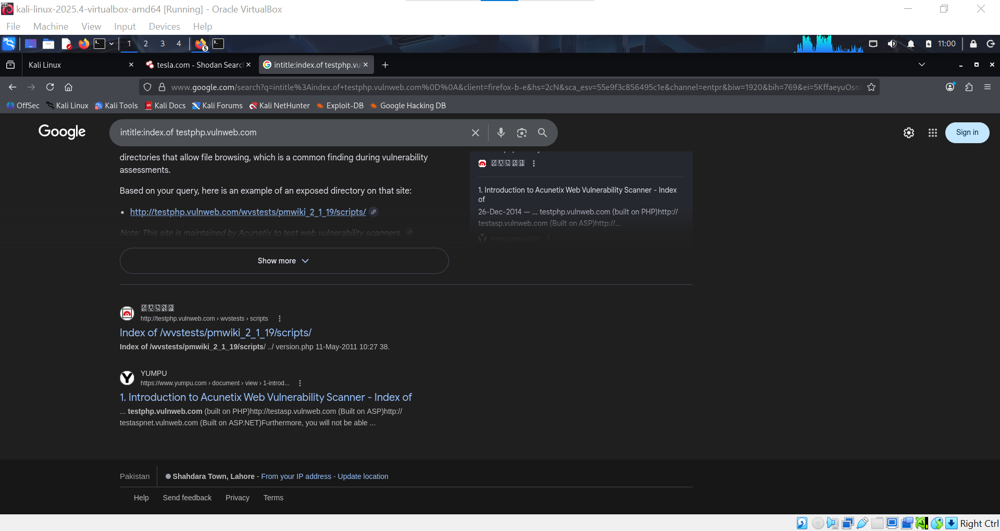 kali-linux-2025.4-virtualbox-amd64 [Running] - Oracle VirtualBox
File Machine View Input Devices Help
1 2 3 4 5 11:00
Kali Linux
tesla.com - Shodan Searc
intitle:index.of testphp.vu
www.google.com/search?q=intitle%3Aindex.of+testphp.vulnweb.com%0D%0A&client=firefox-b-e&hs=2cN&sca_esv=55e9f3c856495c1e&channel=entpr&biw=1920&bih=769&ei=5KffaeyuOsn
OffSec Kali Linux Kali Tools Kali Docs Kali Forums Kali NetHunter Exploit-DB Google Hacking DB
Google
intitle:index.of testphp.vulnweb.com
Sign in
directories that allow file browsing, which is a common finding during vulnerability
assessments.
Based on your query, here is an example of an exposed directory on that site:
• http://testphp.vulnweb.com/wvstests/pmwiki_2_1_19/scripts/
Note: This site is maintained by Acunetix to test web vulnerability scanners.
Show more
1. Introduction to Acunetix Web Vulnerability Scanner - Index
of
26-Dec-2014 — ... testphp.vulnweb.com (built on PHP)http://
testasp.vulnweb.com (Built on ASP)http://...
www.yumpu.com
http://testphp.vulnweb.com › wvstests › scripts
Index of /wvstests/pmwiki_2_1_19/scripts/
Index of /wvstests/pmwiki_2_1_19/scripts/ ../ version.php 11-May-2011 10:27 38.
YUMPU
https://www.yumpu.com › document › view › 1-introd...
1. Introduction to Acunetix Web Vulnerability Scanner - Index of
... testphp.vulnweb.com (built on PHP)http://testasp.vulnweb.com (Built on ASP)http://
testaspnet.vulnweb.com (Built on ASP.NET)Furthermore, you will not be able ...
Pakistan
Shahdara Town, Lahore - From your IP address - Update location
Help Send feedback Privacy Terms
Right Ctrl